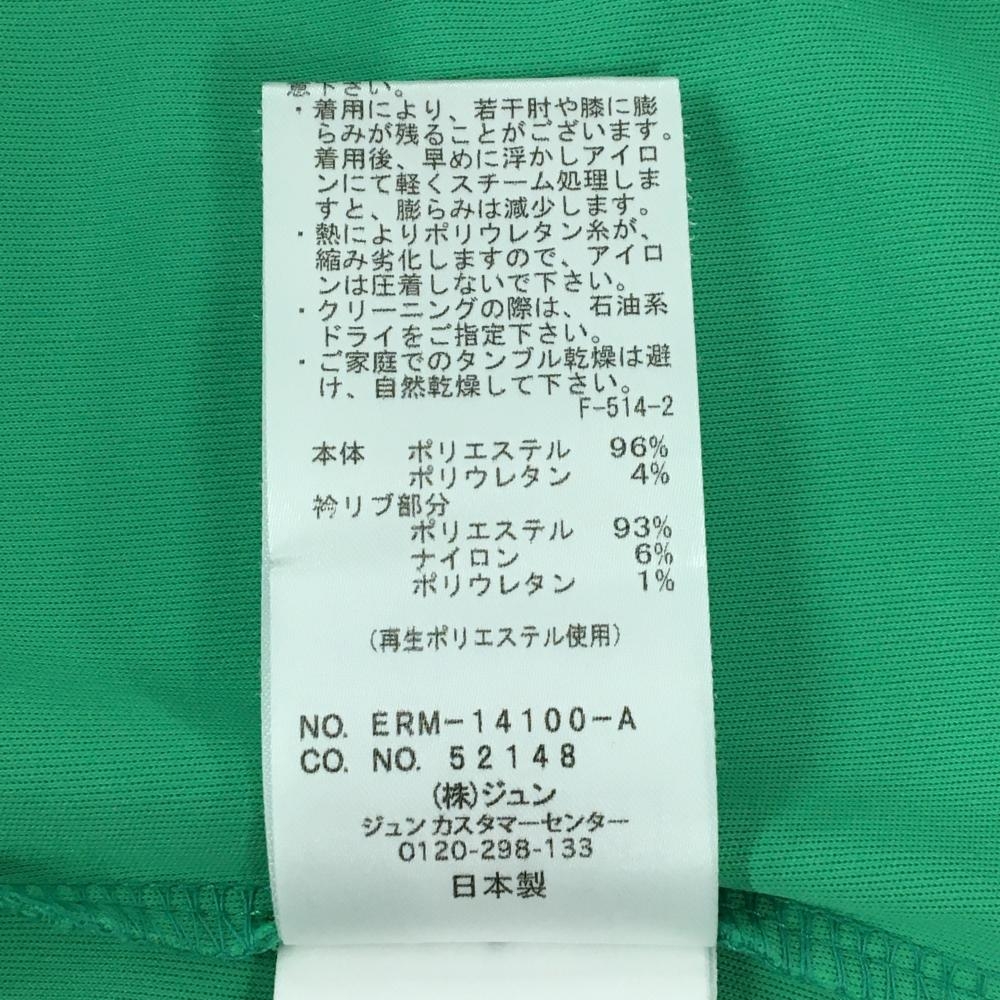 意下さい。
・着用により、若干肘や膝に膨
らみが残ることがございます。
着用後、早めに浮かしアイロ
ンにて軽くスチーム処理しま
すと、膨らみは減少します。
・熱によりポリウレタン糸が、
縮み劣化しますので、アイロ
ンは圧着しないで下さい。
・クリーニングの際は、石油系
ドライをご指定下さい。
・ご家庭でのタンブル乾燥は避
け、自然乾燥して下さい。
F-514-2
本体 ポリエステル 96%
ポリウレタン 4%
衿リブ部分
ポリエステル 93%
ナイロン 6%
ポリウレタン 1%
(再生ポリエステル使用)
NO. ERM-14100-A
CO. NO. 52148
(株)ジュン
ジュンカスタマーセンター
0120-298-133
日本製